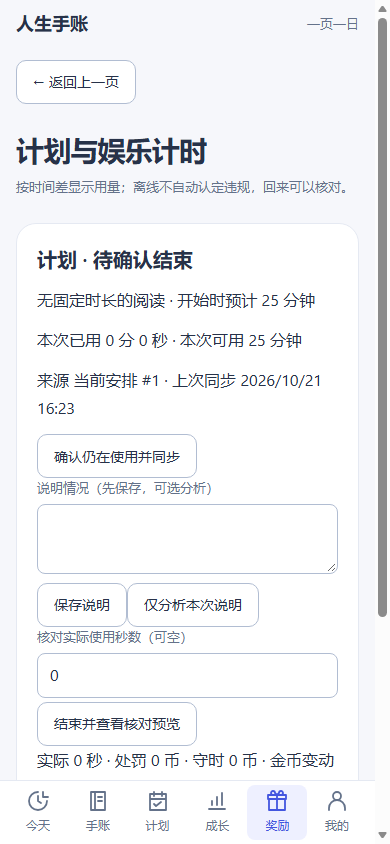 人生手账
一页一日
← 返回上一页
计划与娱乐计时
按时间差显示用量；离线不自动认定违规，回来可以核对。
计划 · 待确认结束
无固定时长的阅读 · 开始时预计 25 分钟
本次已用 0 分 0 秒 · 本次可用 25 分钟
来源 当前安排 #1 · 上次同步 2026/10/21
16:23
确认仍在使用并同步
说明情况（先保存，可选分析）
保存说明
仅分析本次说明
核对实际使用秒数（可空）
0
结束并查看核对预览
实际 0 秒 · 处罚 0 币 · 守时 0 币 · 金币变动
今天
手账
计划
成长
奖励
我的